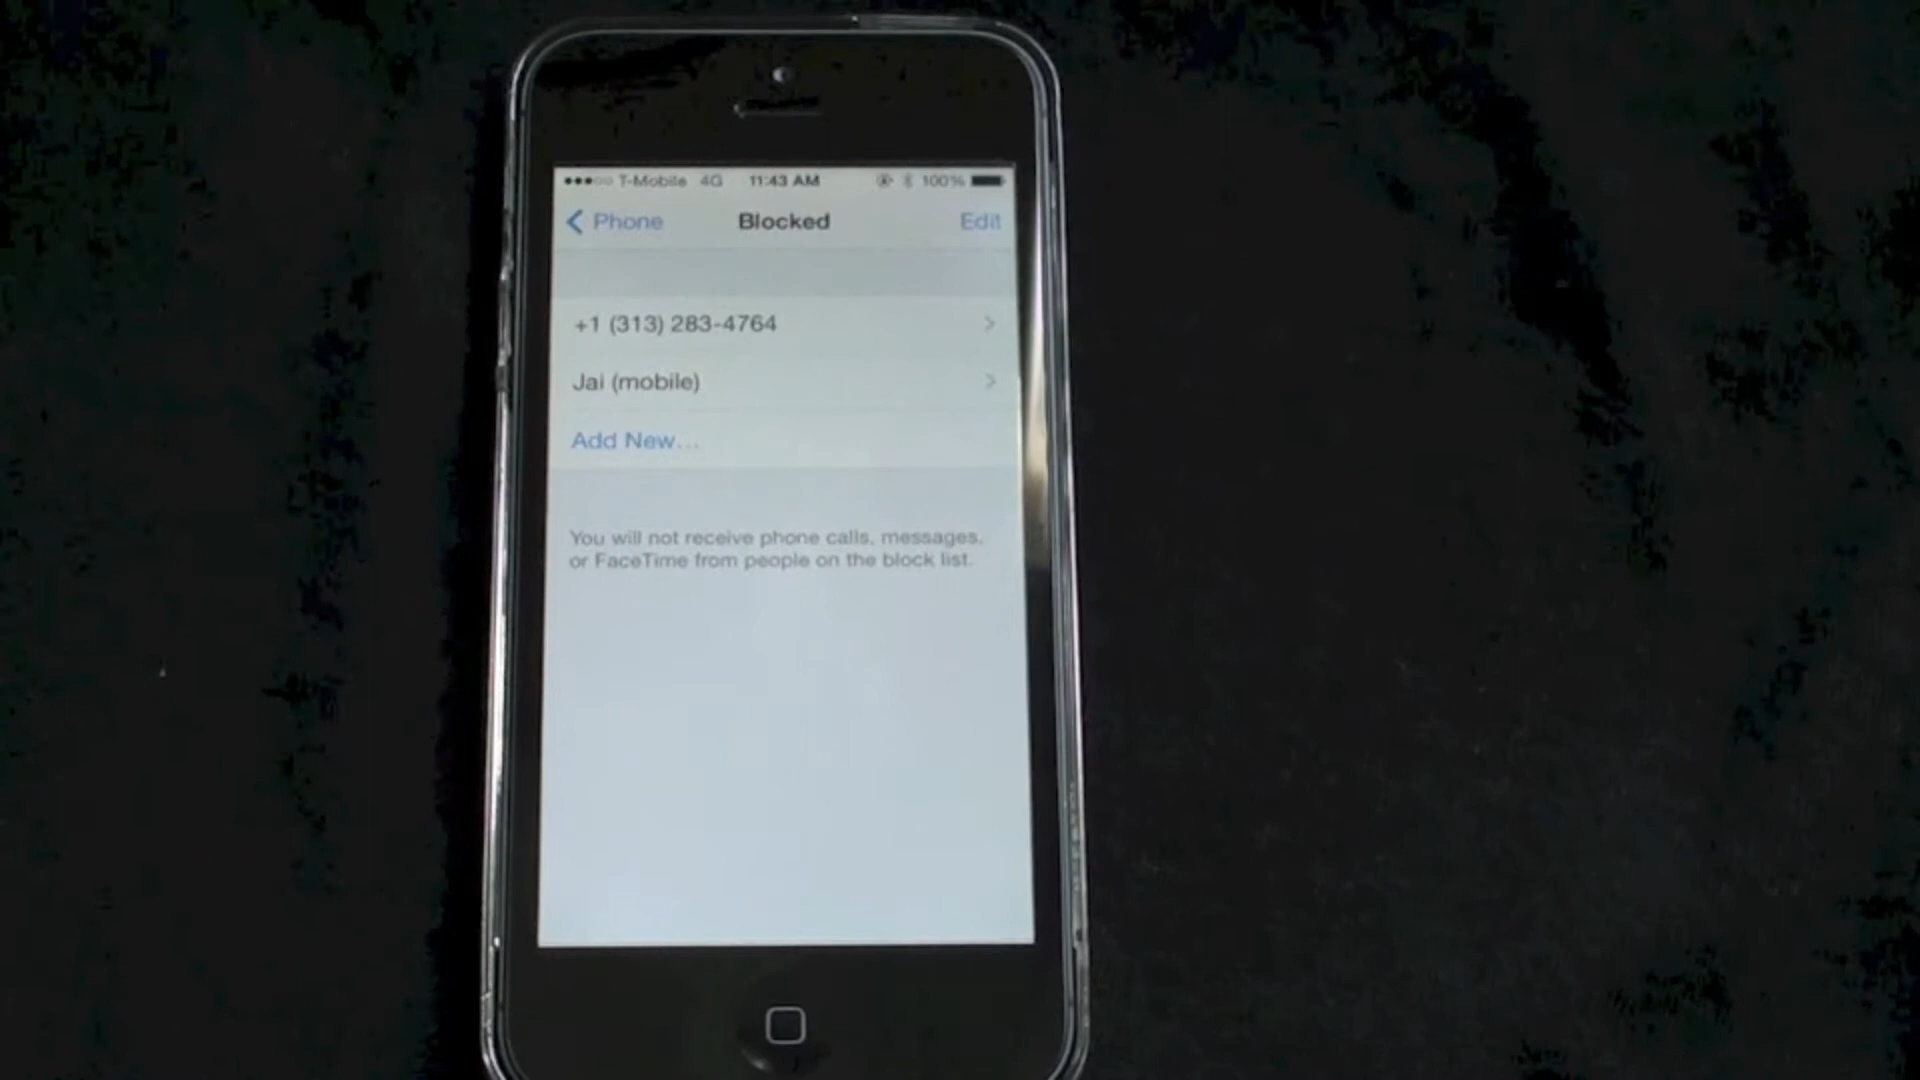 T-Mobile 4G 11:43 AM 100%
Phone Blocked Edit
+1 (313) 283-4764
Jai (mobile)
Add New...
You will not receive phone calls, messages,
or FaceTime from people on the block list.